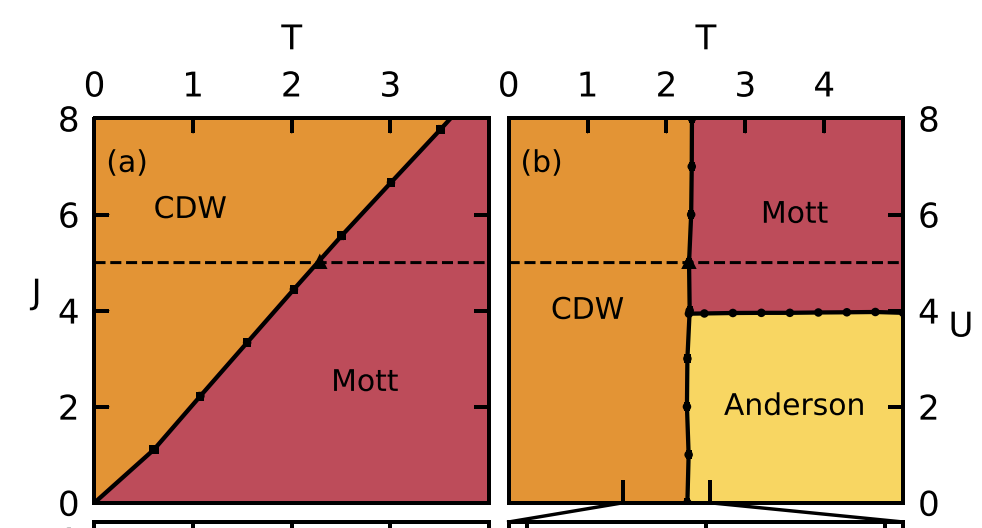 T T
0 1 2 3 0 1 2 3 4
8 8
(a) (b)
CDW Mott
6 6
J CDW U
4 4
Mott Anderson
2 2
0 0